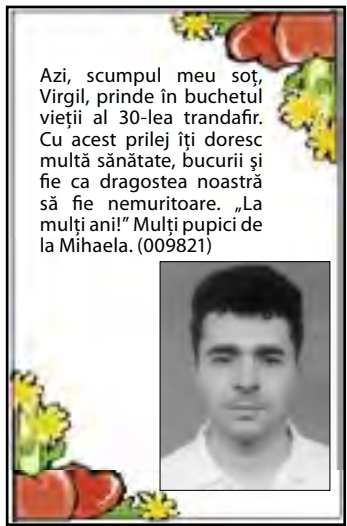 Azi, scumpul meu soț,
Virgil, prinde în buchetul
vieții al 30-lea trandafir.
Cu acest prilej îți doresc
multă sănătate, bucurii şi
fie ca dragostea noastră
să fie nemuritoare. „La
mulți ani!” Mulți pupici de
la Mihaela. (009821)